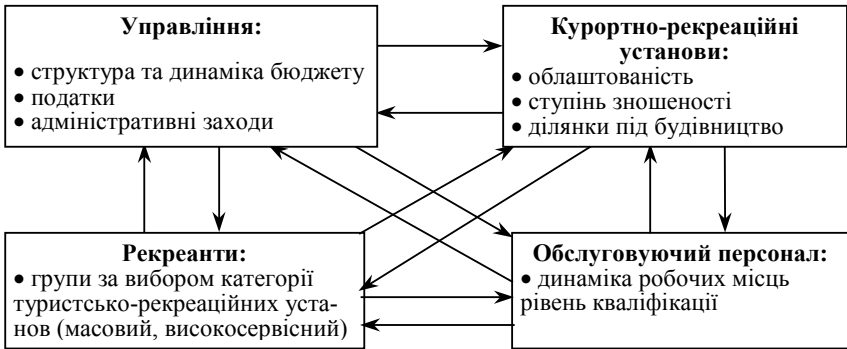 Управління:
• структура та динаміка бюджету
• податки
• адміністративні заходи
Курортно-рекреаційні
установи:
• облаштованість
• ступінь зношеності
• ділянки під будівництво
Рекреанти:
• групи за вибором категорії
туристсько-рекреаційних уста-
нов (масовий, високосервісний)
Обслуговуючий персонал:
• динаміка робочих місць
рівень кваліфікації